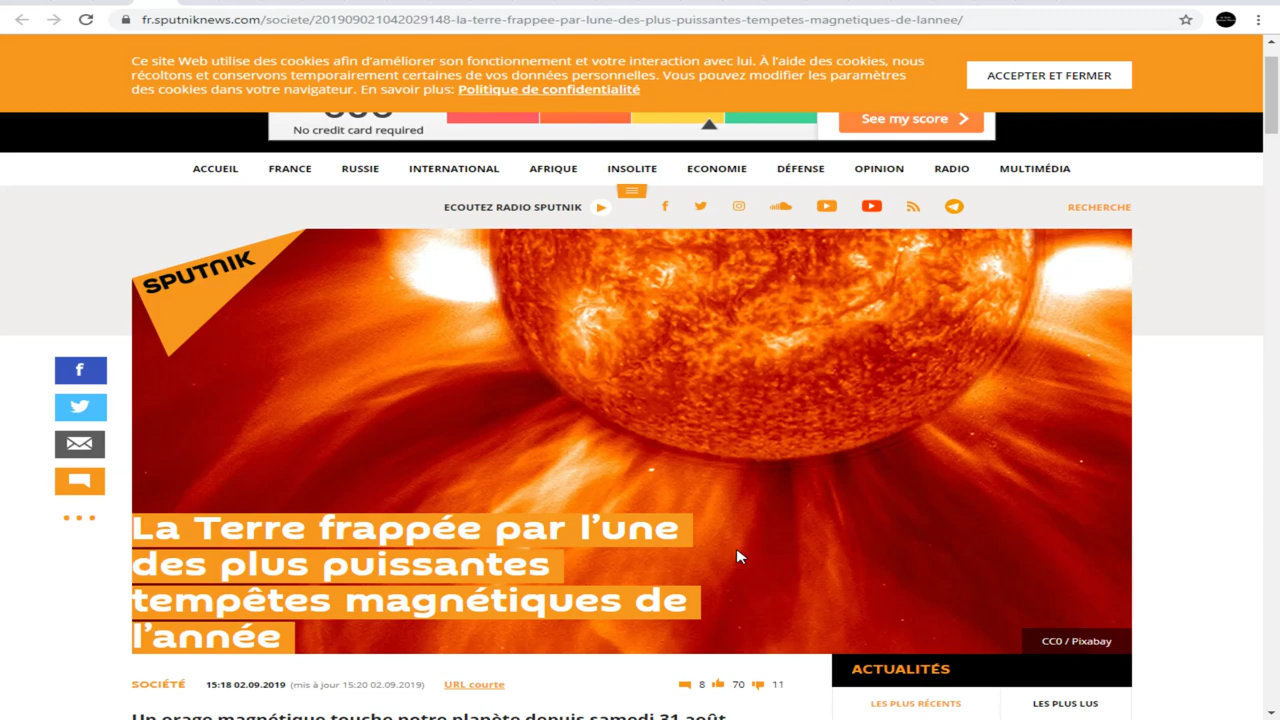 fr.sputniknews.com/societe/201909021042029148-la-terre-frappee-par-lune-des-plus-puissantes-tempetes-magnetiques-de-lannee/
Ce site Web utilise des cookies afin d'améliorer son fonctionnement et votre interaction avec lui. À l'aide des cookies, nous
récoltons et conservons temporairement certaines de vos données personnelles. Vous pouvez modifier les paramètres
des cookies dans votre navigateur. En savoir plus: Politique de confidentialité
ACCEPTER ET FERMER
No credit card required
See my score
ACCUEIL FRANCE RUSSIE INTERNATIONAL AFRIQUE INSOLITE ECONOMIE DÉFENSE OPINION RADIO MULTIMÉDIA
ECOUTEZ RADIO SPUTNIK
RECHERCHE
SPUTNIK
La Terre frappée par l'une
des plus puissantes
tempêtes magnétiques de
l'année
CC0 / Pixabay
SOCIÉTÉ 15:18 02.09.2019 (mis à jour 15:20 02.09.2019) URL courte 8 70 11
ACTUALITÉS
LES PLUS RÉCENTS LES PLUS LUS
Un orage magnétique touche notre planète depuis samedi 31 août